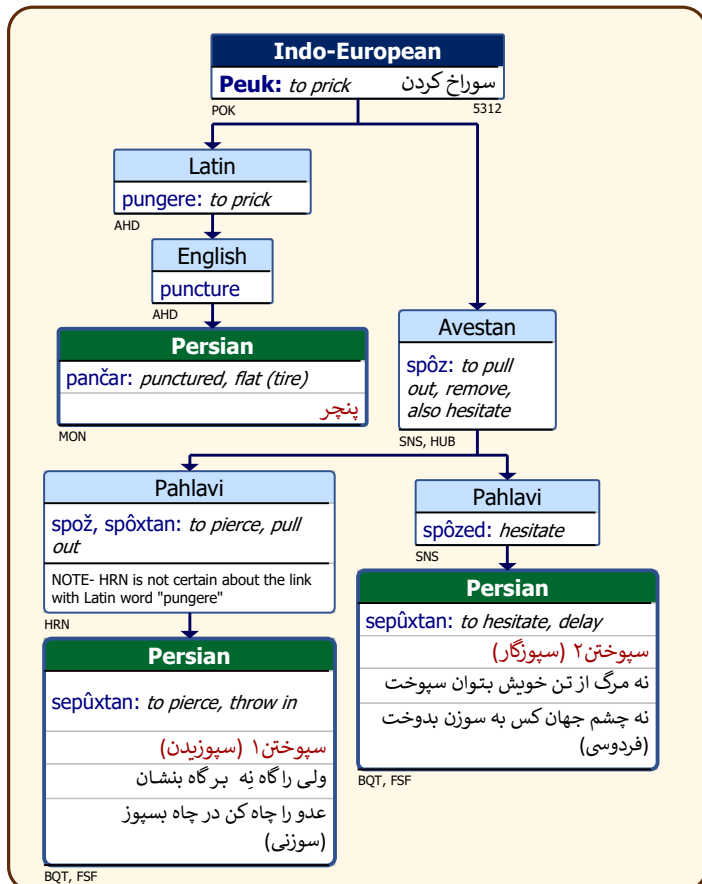 Indo-European
Peuk: to prick سوراخ کردن
POK 5312
Latin
pungere: to prick
AHD
English
puncture
AHD
Persian
pančar: punctured, flat (tire)
پنچر
MON
Avestan
spôz: to pull
out, remove,
also hesitate
SNS, HUB
Pahlavi
spož, spôxtan: to pierce, pull
out
NOTE- HRN is not certain about the link
with Latin word "pungere"
HRN
Persian
sepûxtan: to pierce, throw in
سپوختن۱ (سپوزیدن)
ولی را گاه نِه بر گاه بنشان
عدو را چاه کن در چاه بسپوز
(سوزنی)
BQT, FSF
Pahlavi
spôzed: hesitate
SNS
Persian
sepûxtan: to hesitate, delay
سپوختن۲ (سپوزگار)
نه مرگ از تن خویش بتوان سپوخت
نه چشم جهان کس به سوزن بدوخت
(فردوسی)
BQT, FSF